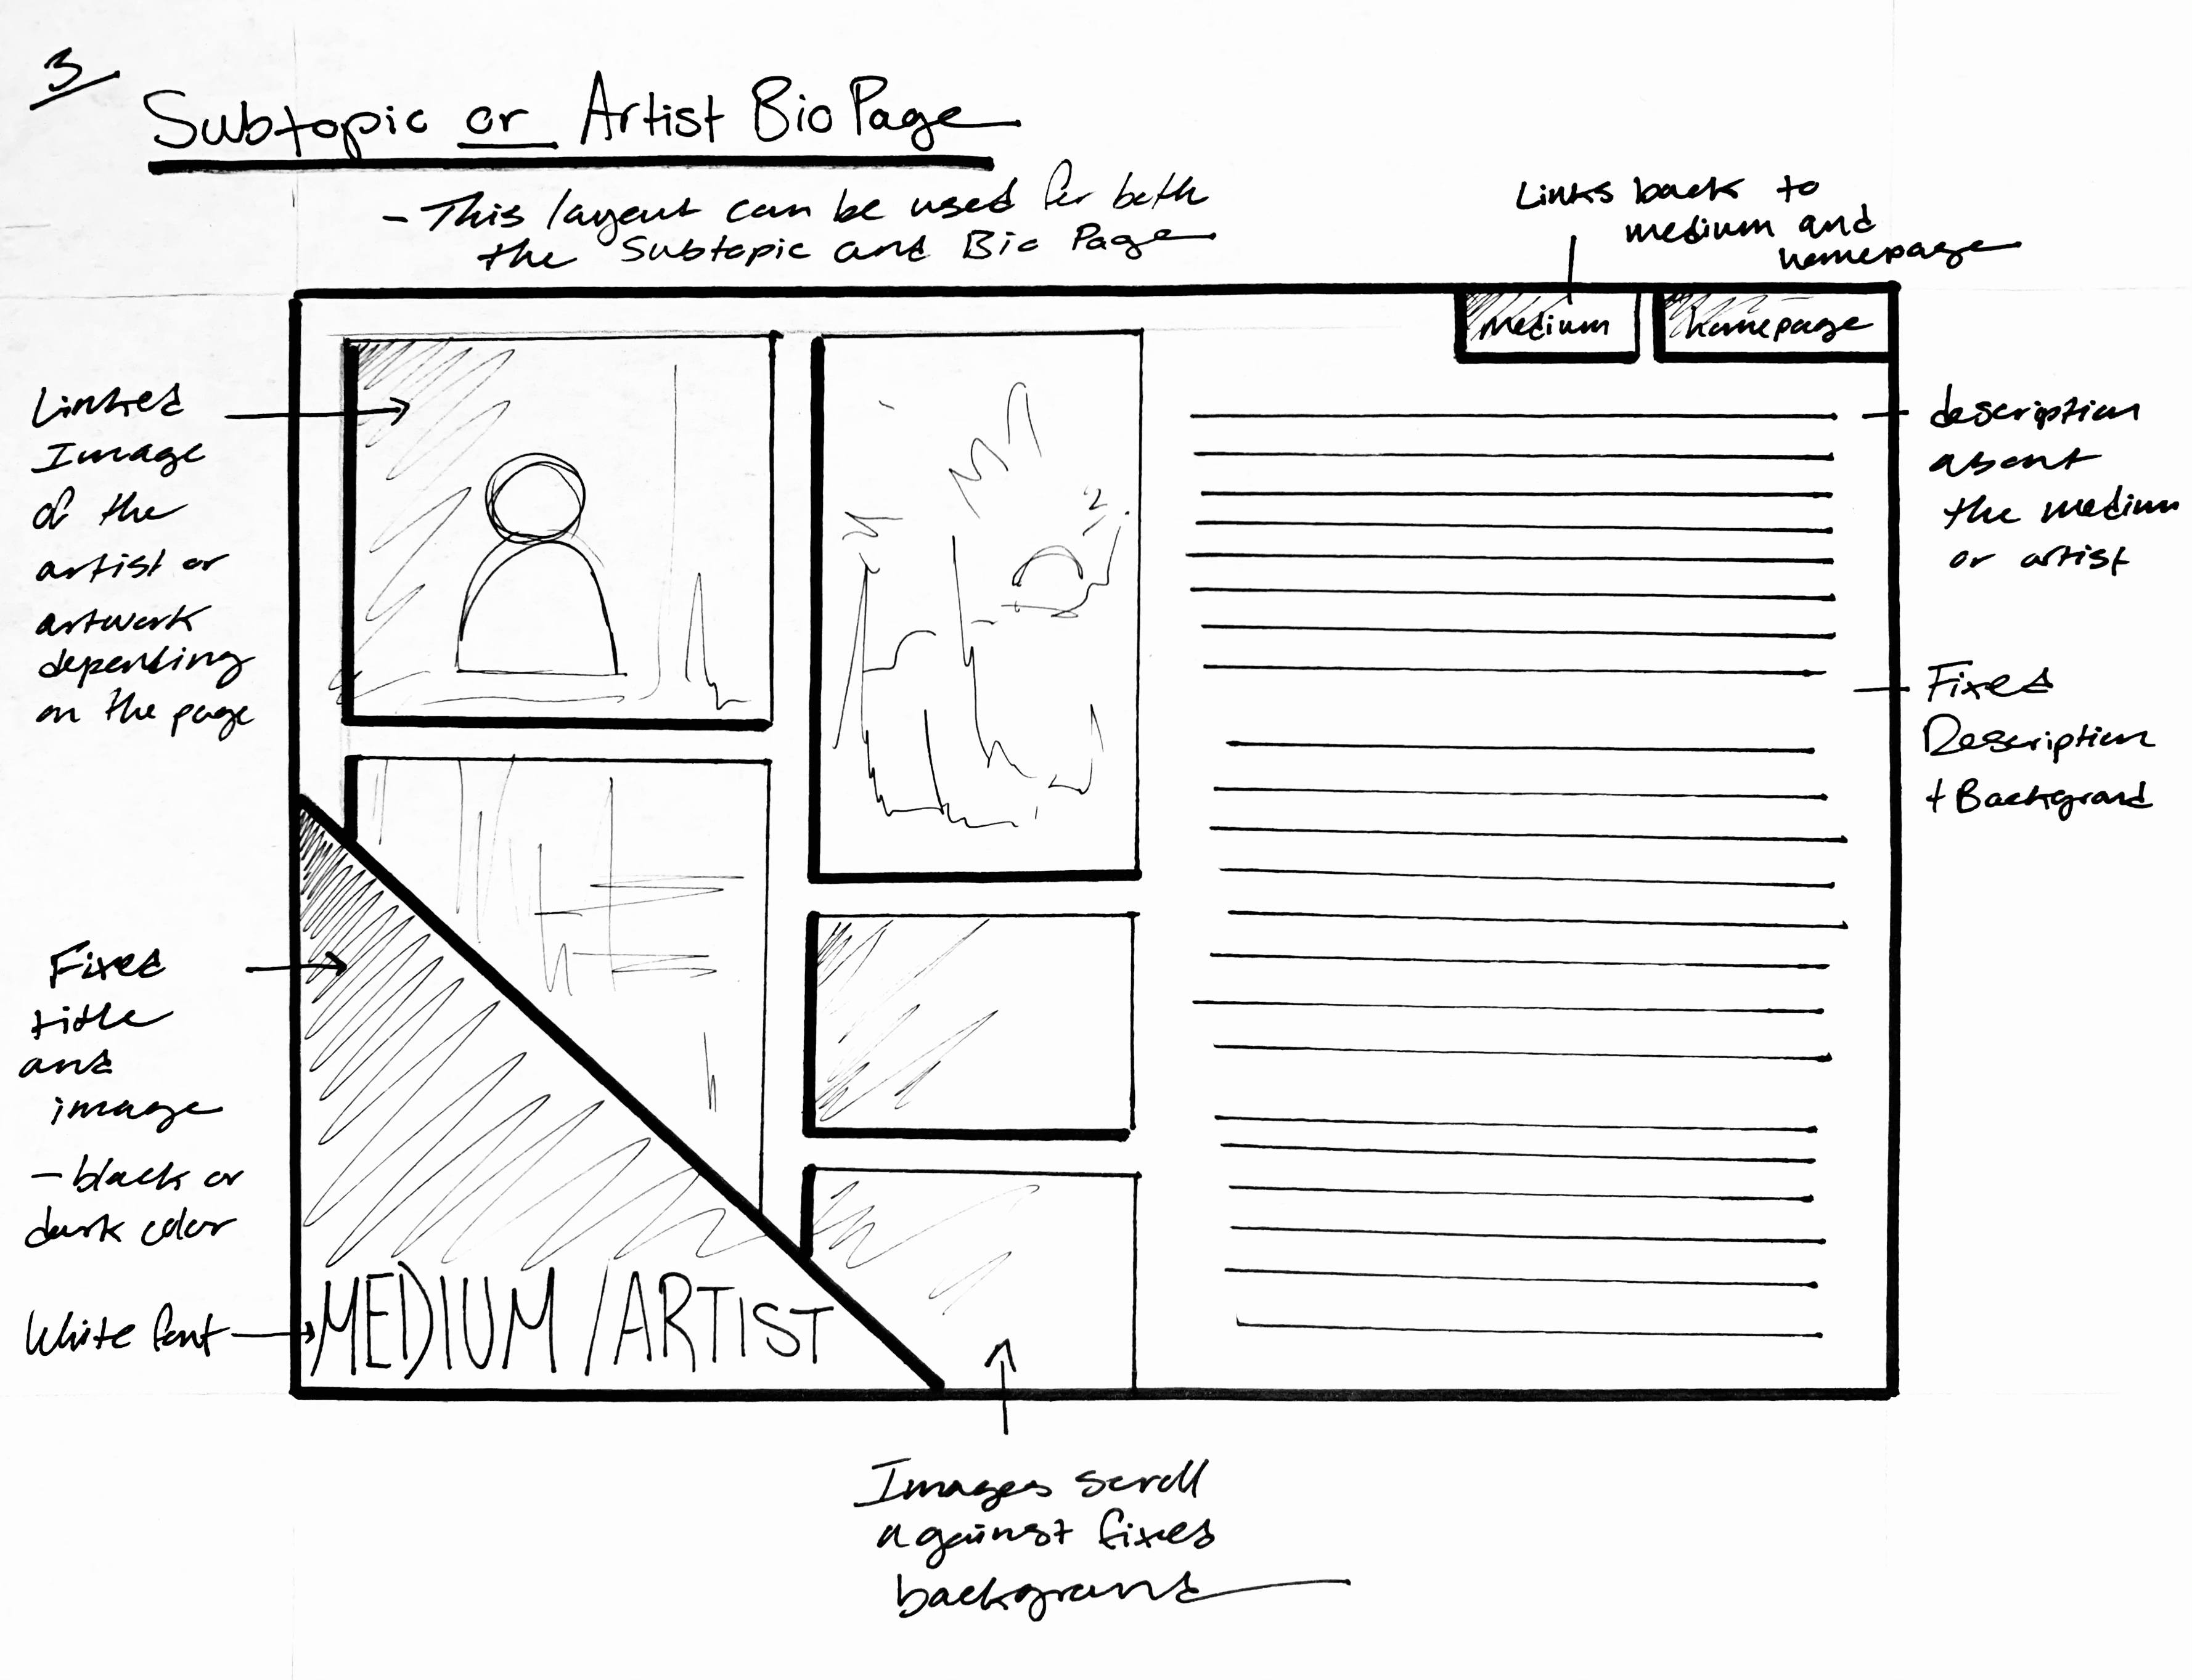 3
Subtopic or Artist Bio Page
- This layout can be used for both
the Subtopic and Bio Page
Links back to
medium and
homepage
medium
homepage
Linked
Image
of the
artist or
artwork
depending
on the page
description
about
the medium
or artist
Fixed
Description
+ Background
Fixed
title
and
image
- black or
dark color
White font
MEDIUM / ARTIST
Images scroll
against fixed
background